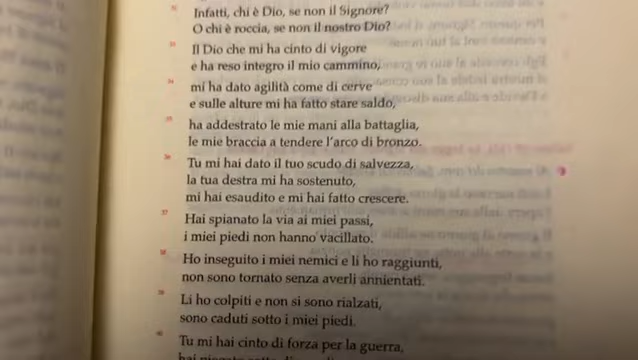 Infatti, chi è Dio, se non il Signore?
O chi è roccia, se non il nostro Dio?
Il Dio che mi ha cinto di vigore
e ha reso integro il mio cammino,
mi ha dato agilità come di cerve
e sulle alture mi ha fatto stare saldo,
35 ha addestrato le mie mani alla battaglia,
le mie braccia a tendere l'arco di bronzo.
36 Tu mi hai dato il tuo scudo di salvezza,
la tua destra mi ha sostenuto,
mi hai esaudito e mi hai fatto crescere.
37 Hai spianato la via ai miei passi,
i miei piedi non hanno vacillato.
38 Ho inseguito i miei nemici e li ho raggiunti,
non sono tornato senza averli annientati.
39 Li ho colpiti e non si sono rialzati,
sono caduti sotto i miei piedi.
40 Tu mi hai cinto di forza per la guerra,